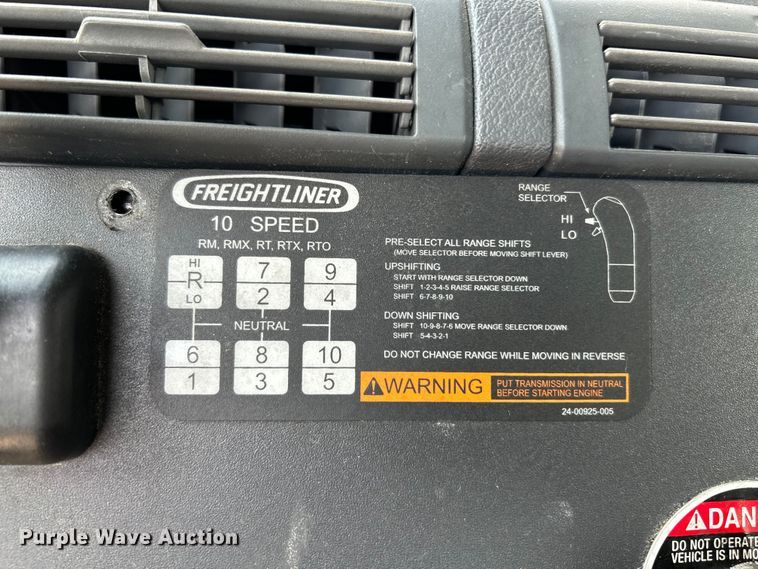 FREIGHTLINER
10 SPEED
RM, RMX, RT, RTX, RTO
HI
R
LO
7
2
9
4
NEUTRAL
6
1
8
3
10
5
RANGE
SELECTOR
HI
LO
PRE-SELECT ALL RANGE SHIFTS
(MOVE SELECTOR BEFORE MOVING SHIFT LEVER)
UPSHIFTING
START WITH RANGE SELECTOR DOWN
SHIFT 1-2-3-4-5 RAISE RANGE SELECTOR
SHIFT 6-7-8-9-10
DOWN SHIFTING
SHIFT 10-9-8-7-6 MOVE RANGE SELECTOR DOWN
SHIFT 5-4-3-2-1
DO NOT CHANGE RANGE WHILE MOVING IN REVERSE
WARNING
PUT TRANSMISSION IN NEUTRAL
BEFORE STARTING ENGINE
24-00925-005
DAN
DO NOT OPERATE
VEHICLE IS IN MO
Purple Wave Auction